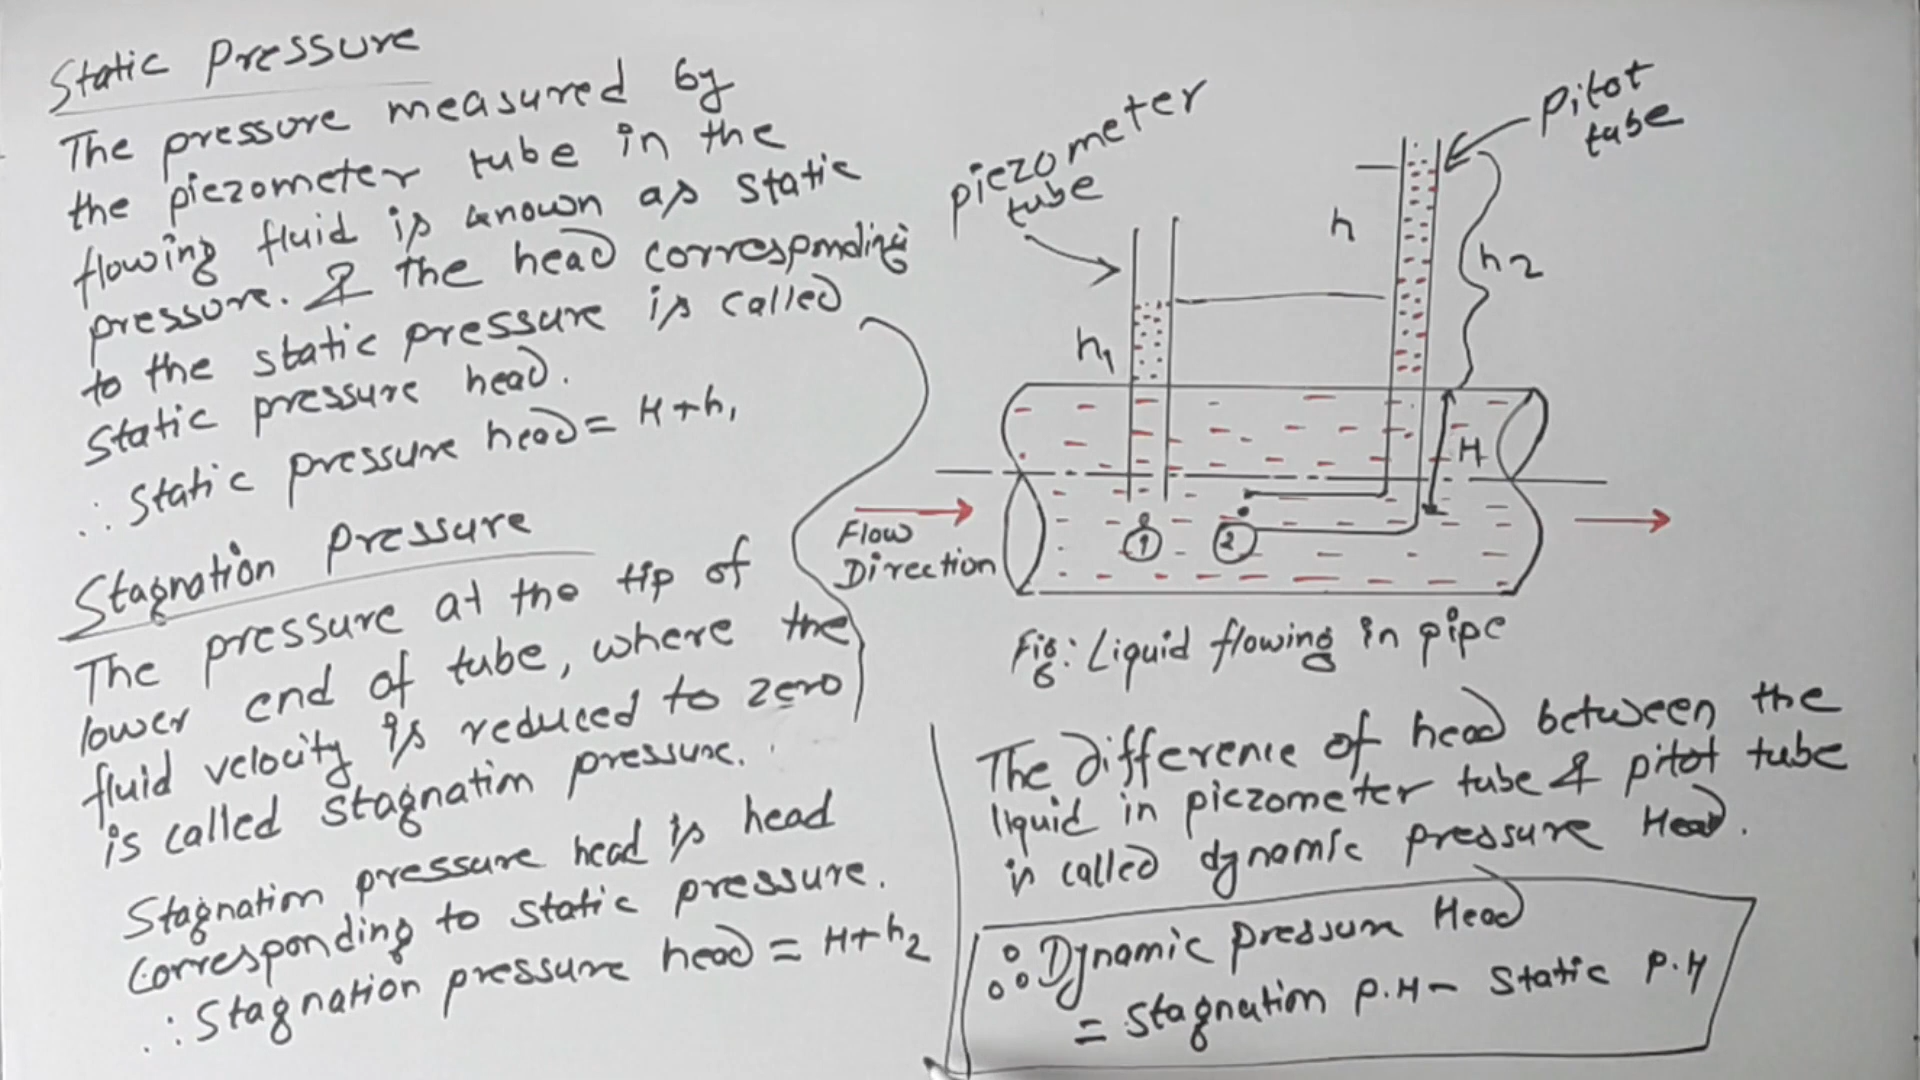 Static Pressure
The pressure measured by
the piezometer tube in the
flowing fluid is known as static
pressure. & the head corresponding
to the static pressure is called
static pressure head.
∴ Static pressure head = H+h1
Stagnation Pressure
The pressure at the tip of
lower end of tube, where the
fluid velocity is reduced to zero
is called stagnation pressure.
Stagnation pressure head is head
corresponding to static pressure.
∴ Stagnation pressure head = H+h2
piezometer
tube
pitot
tube
h
h2
h1
H
Flow
Direction
1
2
Fig: Liquid flowing in pipe
The difference of head between the
liquid in piezometer tube & pitot tube
is called dynamic pressure Head.
∴ Dynamic pressure Head
= stagnation P.H - static P.H